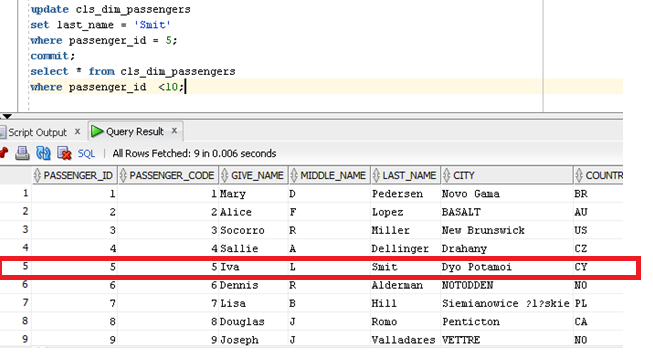 update cls_dim_passengers
set last_name = 'Smit'
where passenger_id = 5;
commit;
select * from cls_dim_passengers
where passenger_id  <10;
Script Output x Query Result x
SQL | All Rows Fetched: 9 in 0.006 seconds
PASSENGER_ID PASSENGER_CODE GIVE_NAME MIDDLE_NAME LAST_NAME CITY COUNTR
1 1 1 Mary D Pedersen Novo Gama BR
2 2 2 Alice F Lopez BASALT AU
3 3 3 Socorro R Miller New Brunswick US
4 4 4 Sallie A Dellinger Drahany CZ
5 5 5 Iva L Smit Dyo Potamoi CY
6 6 6 Dennis R Alderman NOTODDEN NO
7 7 7 Lisa B Hill Siemianowice ?l?skie PL
8 8 8 Douglas J Romo Penticton CA
9 9 9 Joseph J Valladares VETTRE NO